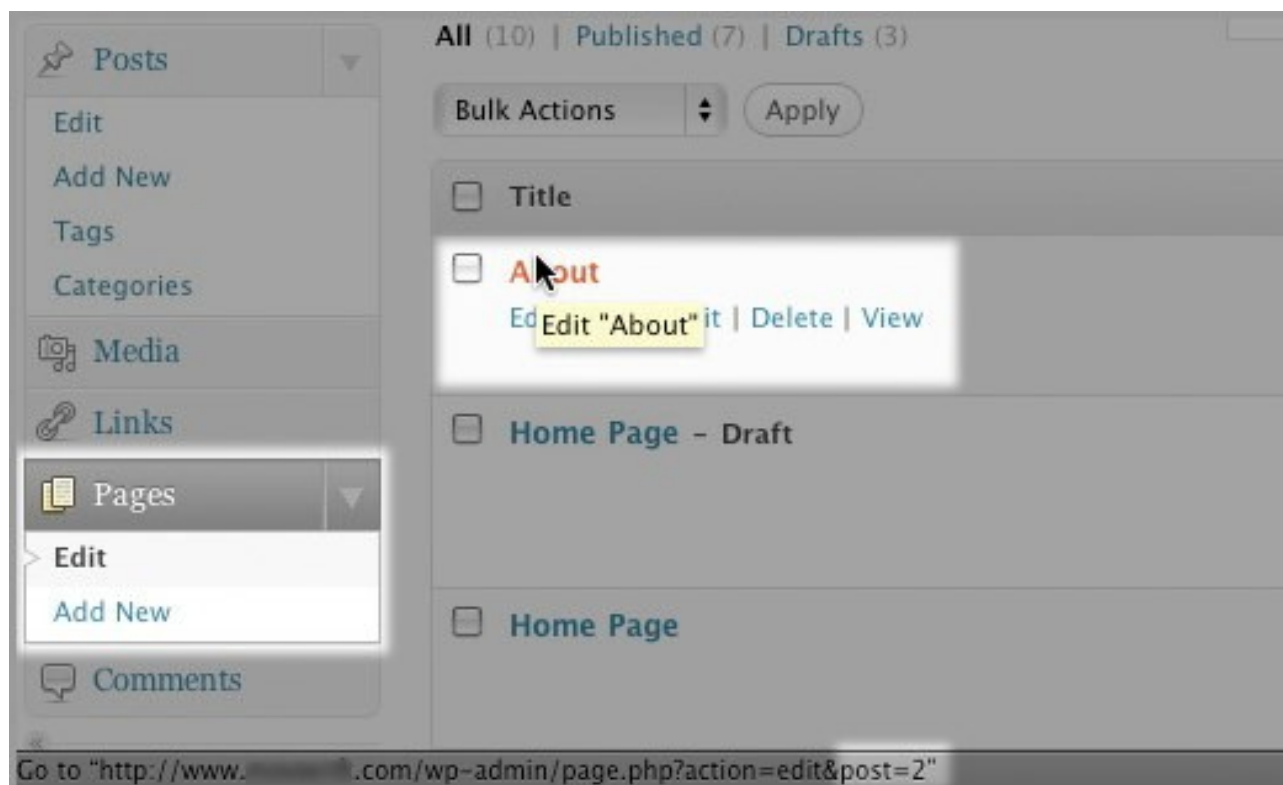 Posts
Edit
Add New
Tags
Categories
Media
Links
Pages
Edit
Add New
Comments
All (10) | Published (7) | Drafts (3)
Bulk Actions
Apply
Title
About
Edit "About"
it | Delete | View
Home Page – Draft
Home Page
Go to "http://www. .com/wp-admin/page.php?action=edit&post=2"